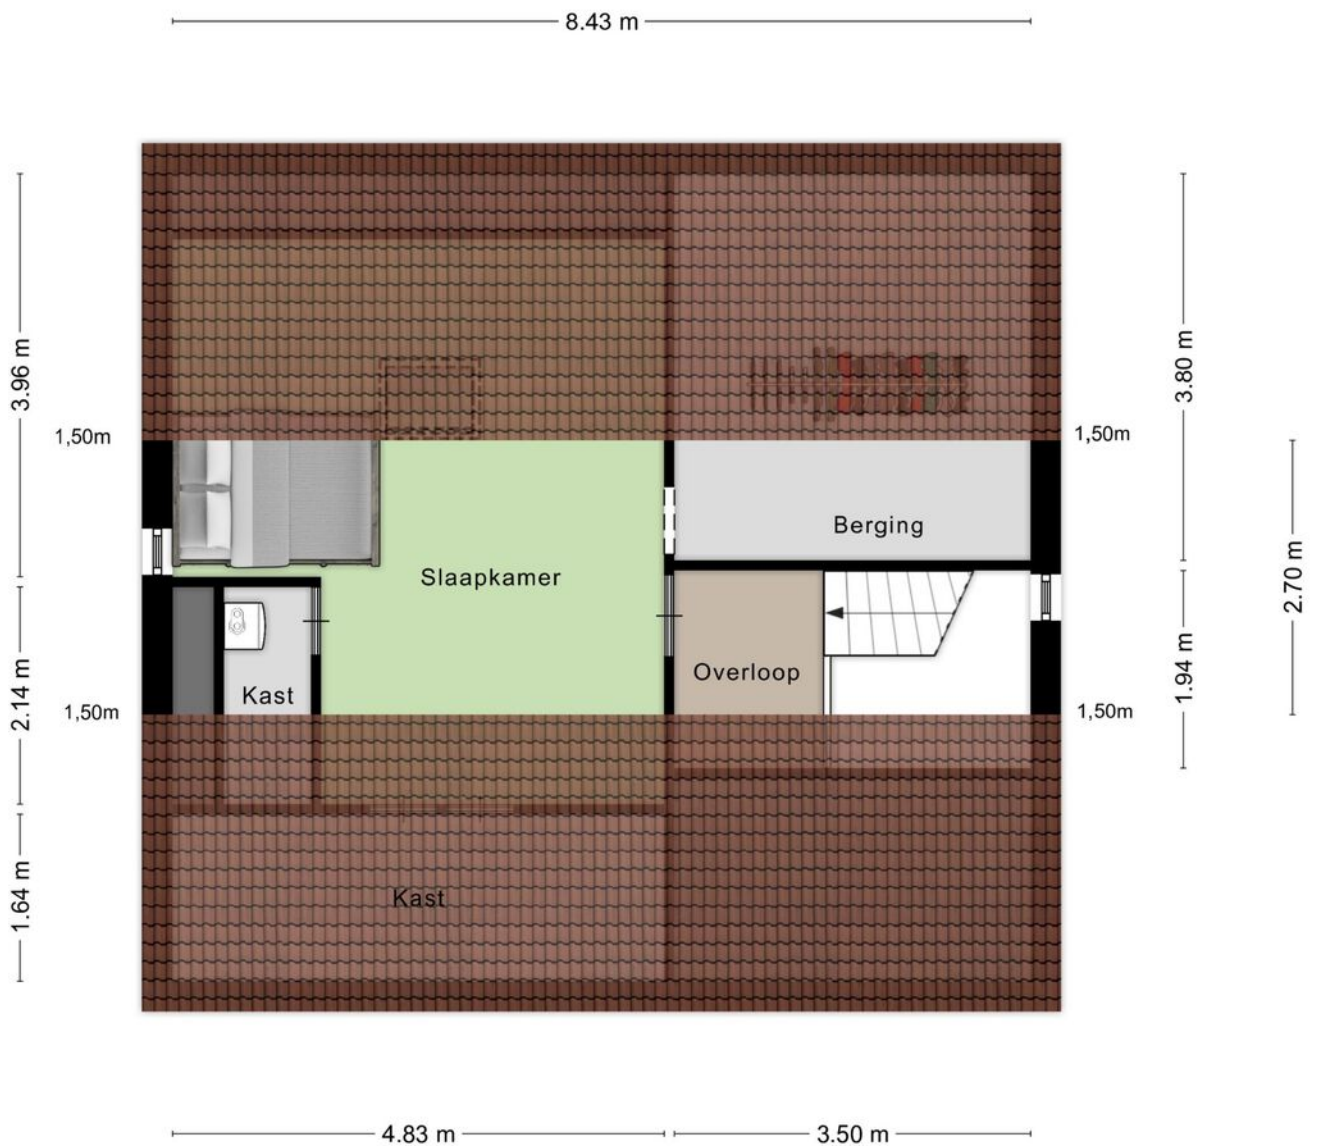 8.43 m
3.96 m
3.80 m
1,50m
1,50m
Berging
Slaapkamer
2.70 m
Overloop
Kast
2.14 m
1.94 m
1,50m
1,50m
Kast
1.64 m
4.83 m
3.50 m